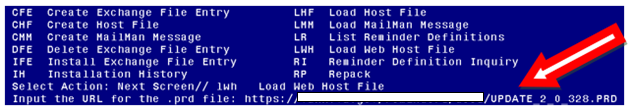 CFE Create Exchange File Entry LHF Load Host File
CHF Create Host File LMM Load MailMan Message
CMM Create MailMan Message LR List Reminder Definitions
DFE Delete Exchange File Entry LWH Load Web Host File
IFE Install Exchange File Entry RI Reminder Definition Inquiry
IH Installation History RP Repack
Select Action: Next Screen// lwh Load Web Host File
Input the URL for the .prd file: https:/ /UPDATE_2_0_328.PRD